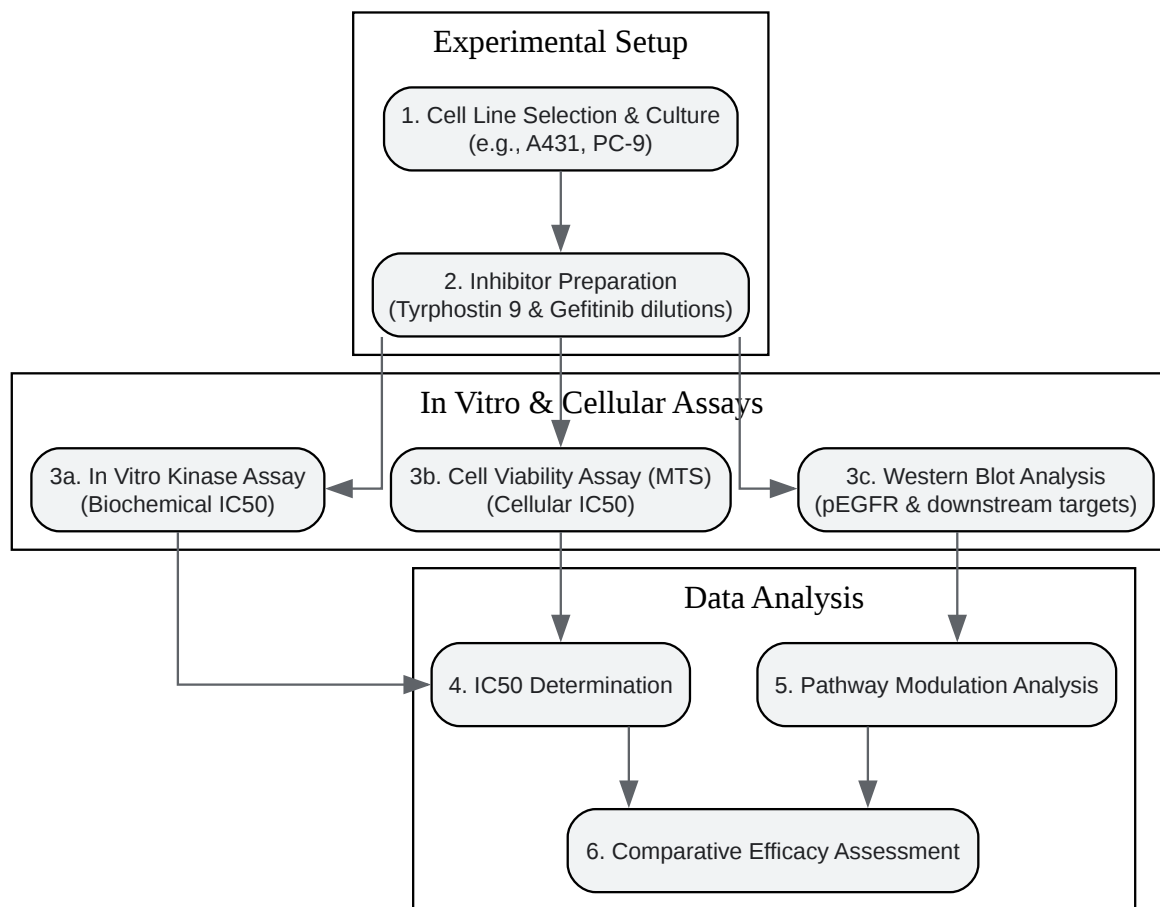 Experimental Setup
1. Cell Line Selection & Culture
(e.g., A431, PC-9)
2. Inhibitor Preparation
(Tyrphostin 9 & Gefitinib dilutions)
In Vitro & Cellular Assays
3a. In Vitro Kinase Assay
(Biochemical IC50)
3b. Cell Viability Assay (MTS)
(Cellular IC50)
3c. Western Blot Analysis
(pEGFR & downstream targets)
Data Analysis
4. IC50 Determination
5. Pathway Modulation Analysis
6. Comparative Efficacy Assessment